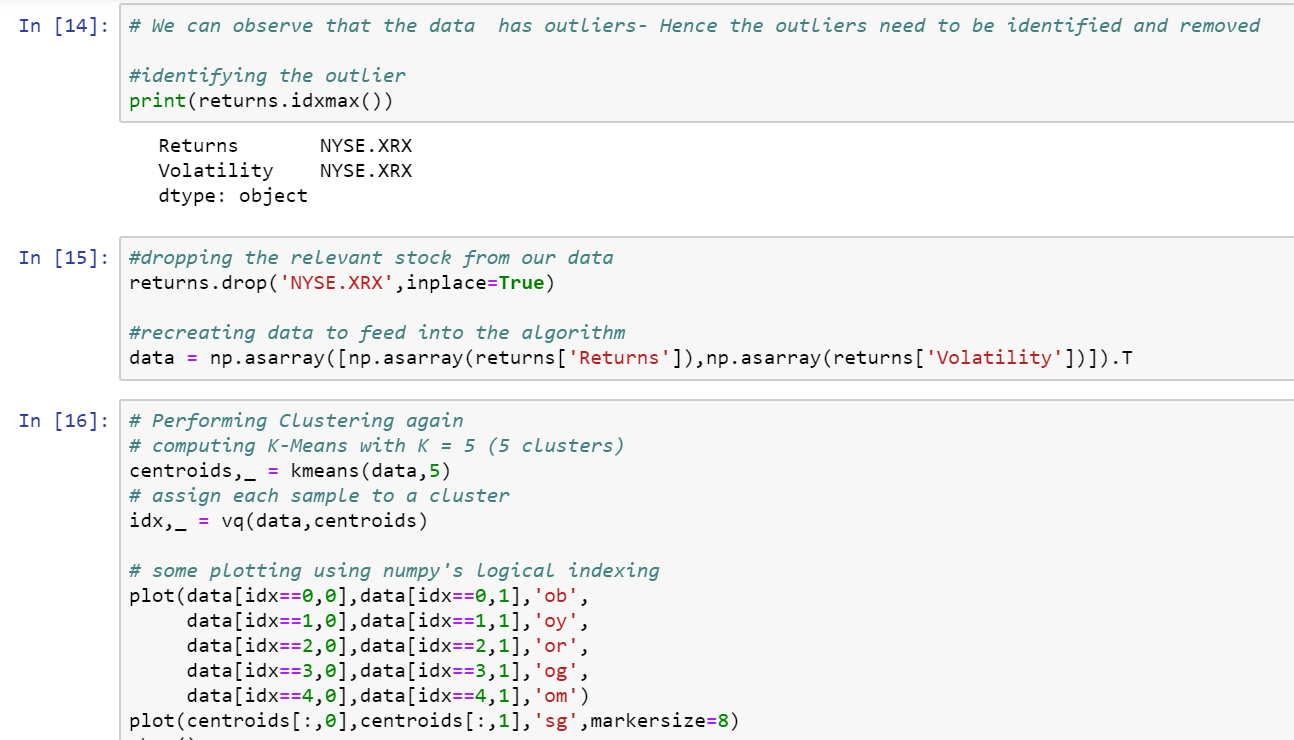 In [14]: # We can observe that the data  has outliers- Hence the outliers need to be identified and removed
#identifying the outlier
print(returns.idxmax())
Returns       NYSE.XRX
Volatility    NYSE.XRX
dtype: object
In [15]: #dropping the relevant stock from our data
returns.drop('NYSE.XRX',inplace=True)
#recreating data to feed into the algorithm
data = np.asarray([np.asarray(returns['Returns']),np.asarray(returns['Volatility'])]).T
In [16]: # Performing Clustering again
# computing K-Means with K = 5 (5 clusters)
centroids,_ = kmeans(data,5)
# assign each sample to a cluster
idx,_ = vq(data,centroids)
# some plotting using numpy's logical indexing
plot(data[idx==0,0],data[idx==0,1],'ob',
     data[idx==1,0],data[idx==1,1],'oy',
     data[idx==2,0],data[idx==2,1],'or',
     data[idx==3,0],data[idx==3,1],'og',
     data[idx==4,0],data[idx==4,1],'om')
plot(centroids[:,0],centroids[:,1],'sg',markersize=8)